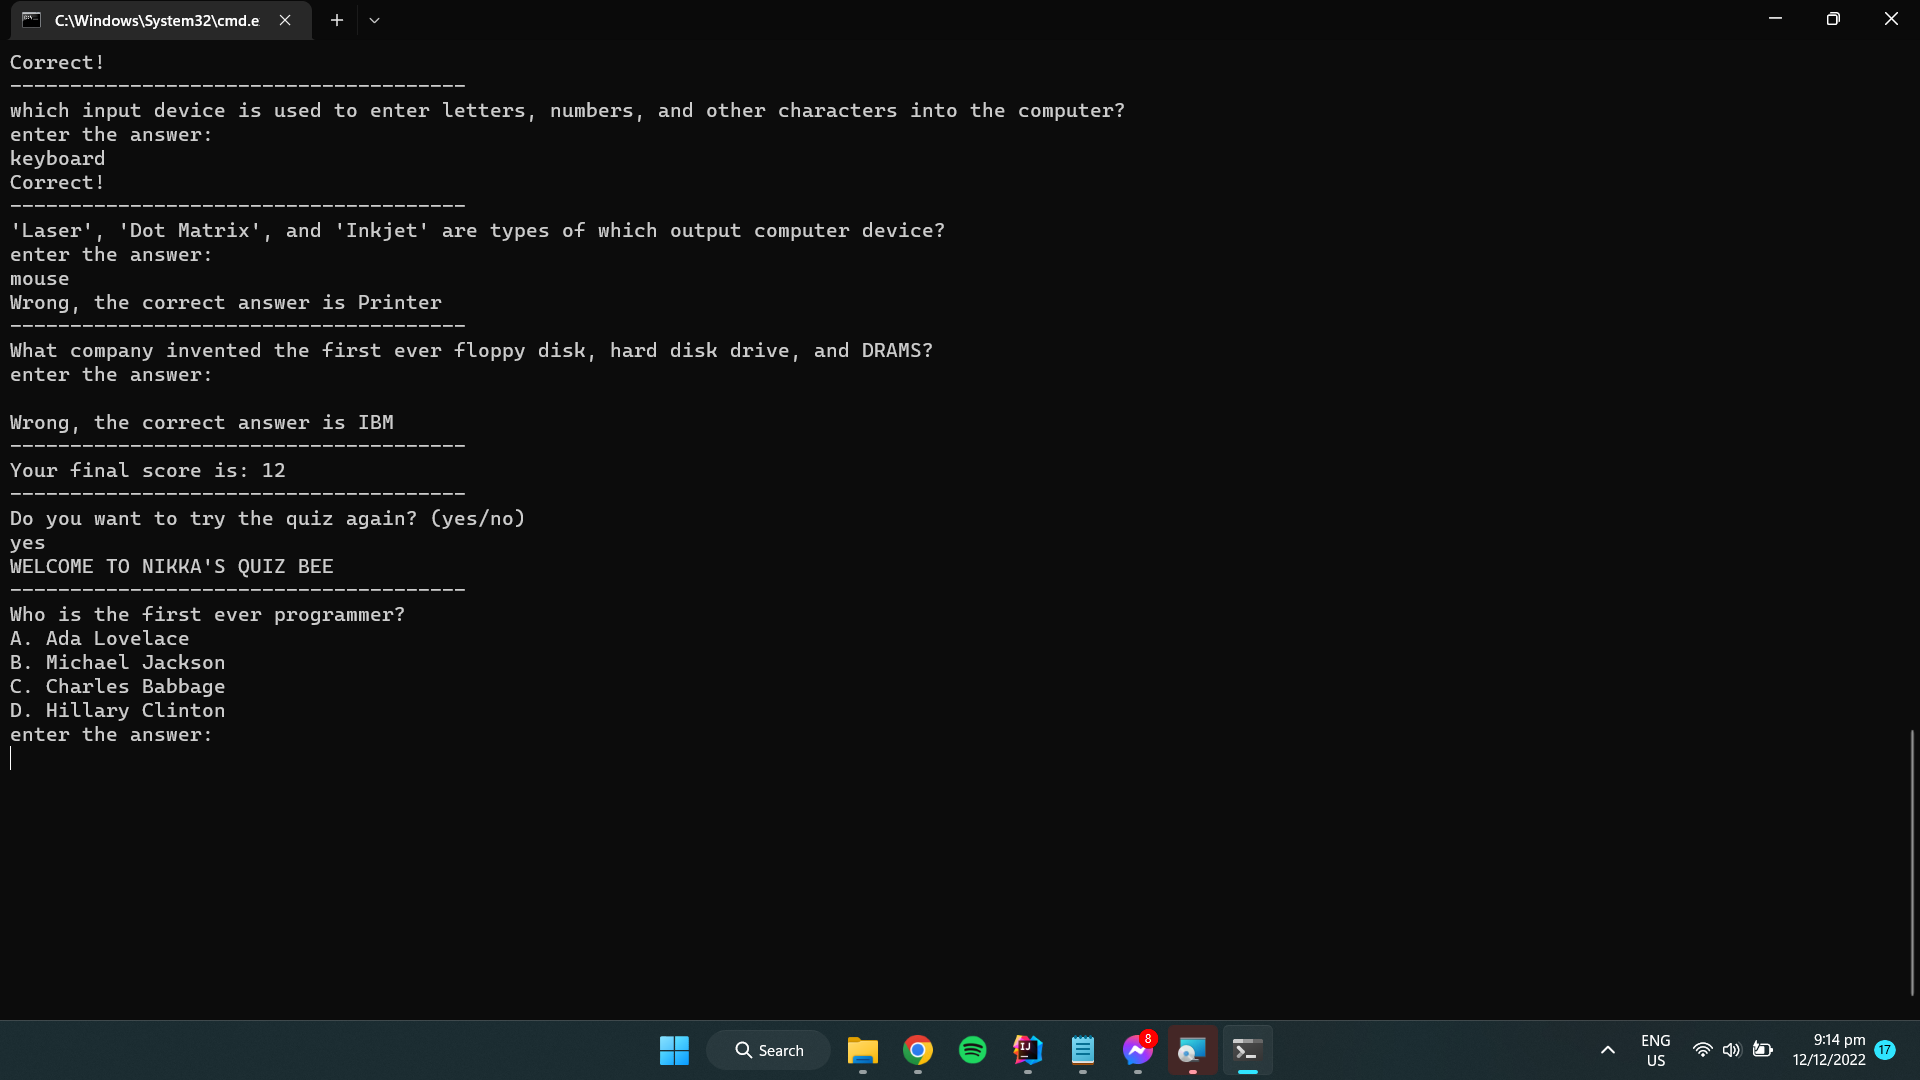 C:\Windows\System32\cmd.e
Correct!
--------------------------------------
which input device is used to enter letters, numbers, and other characters into the computer?
enter the answer:
keyboard
Correct!
--------------------------------------
'Laser', 'Dot Matrix', and 'Inkjet' are types of which output computer device?
enter the answer:
mouse
Wrong, the correct answer is Printer
--------------------------------------
What company invented the first ever floppy disk, hard disk drive, and DRAMS?
enter the answer:
Wrong, the correct answer is IBM
--------------------------------------
Your final score is: 12
--------------------------------------
Do you want to try the quiz again? (yes/no)
yes
WELCOME TO NIKKA'S QUIZ BEE
--------------------------------------
Who is the first ever programmer?
A. Ada Lovelace
B. Michael Jackson
C. Charles Babbage
D. Hillary Clinton
enter the answer:
Search
IJ
8
ENG
US
9:14 pm
12/12/2022
17